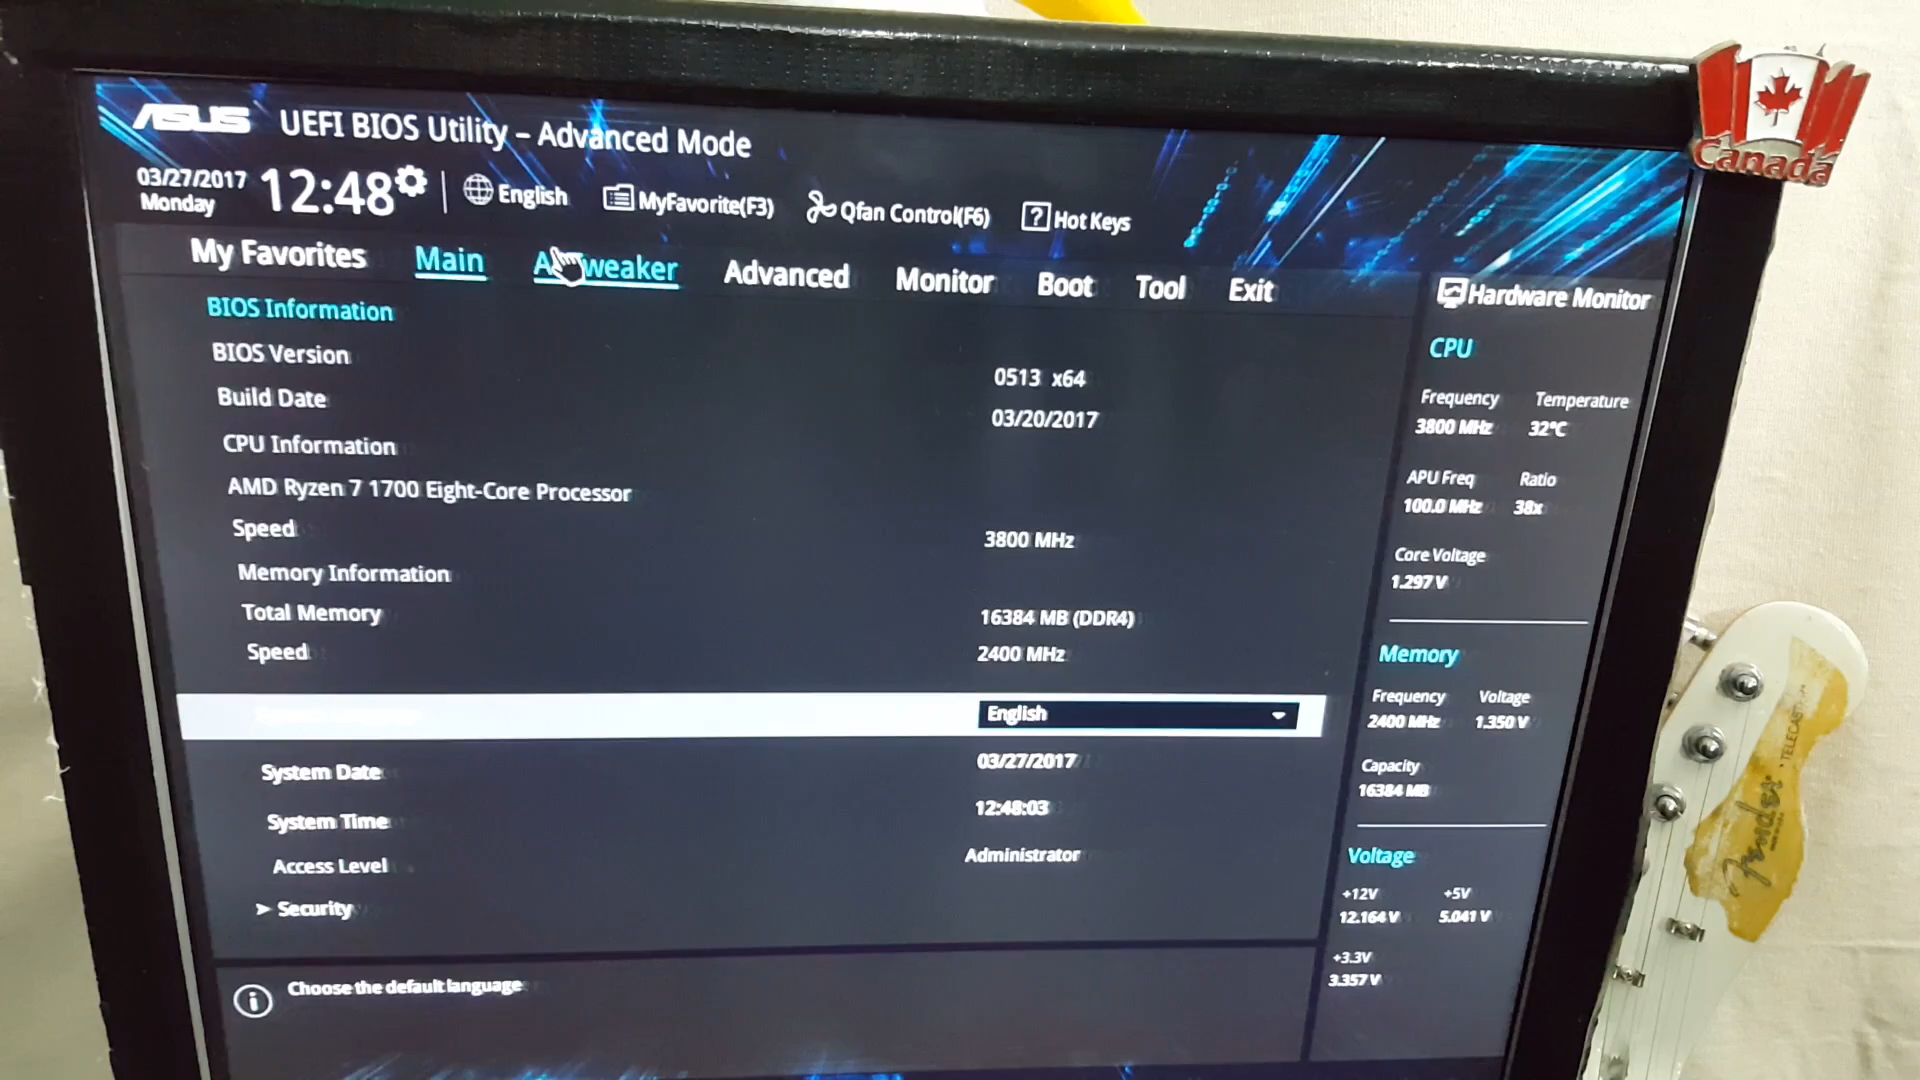 ASUS UEFI BIOS Utility – Advanced Mode
03/27/2017
Monday
12:48
English MyFavorite(F3) Qfan Control(F6) ? Hot Keys
My Favorites Main Advanced Monitor Boot Tool Exit
BIOS Information
BIOS Version 0513 x64
Build Date 03/20/2017
CPU Information
AMD Ryzen 7 1700 Eight-Core Processor
Speed 3800 MHz
Memory Information
Total Memory 16384 MB (DDR4)
Speed 2400 MHz
English
System Date 03/27/2017
System Time 12:48:03
Access Level Administrator
> Security
i Choose the default language
Hardware Monitor
CPU
Frequency Temperature
3800 MHz 32°C
APU Freq Ratio
100.0 MHz 38x
Core Voltage
1.297 V
Memory
Frequency Voltage
2400 MHz 1.350 V
Capacity
16384 MB
Voltage
+12V +5V
12.164 V 5.041 V
+3.3V
3.357 V
Canada
Fender